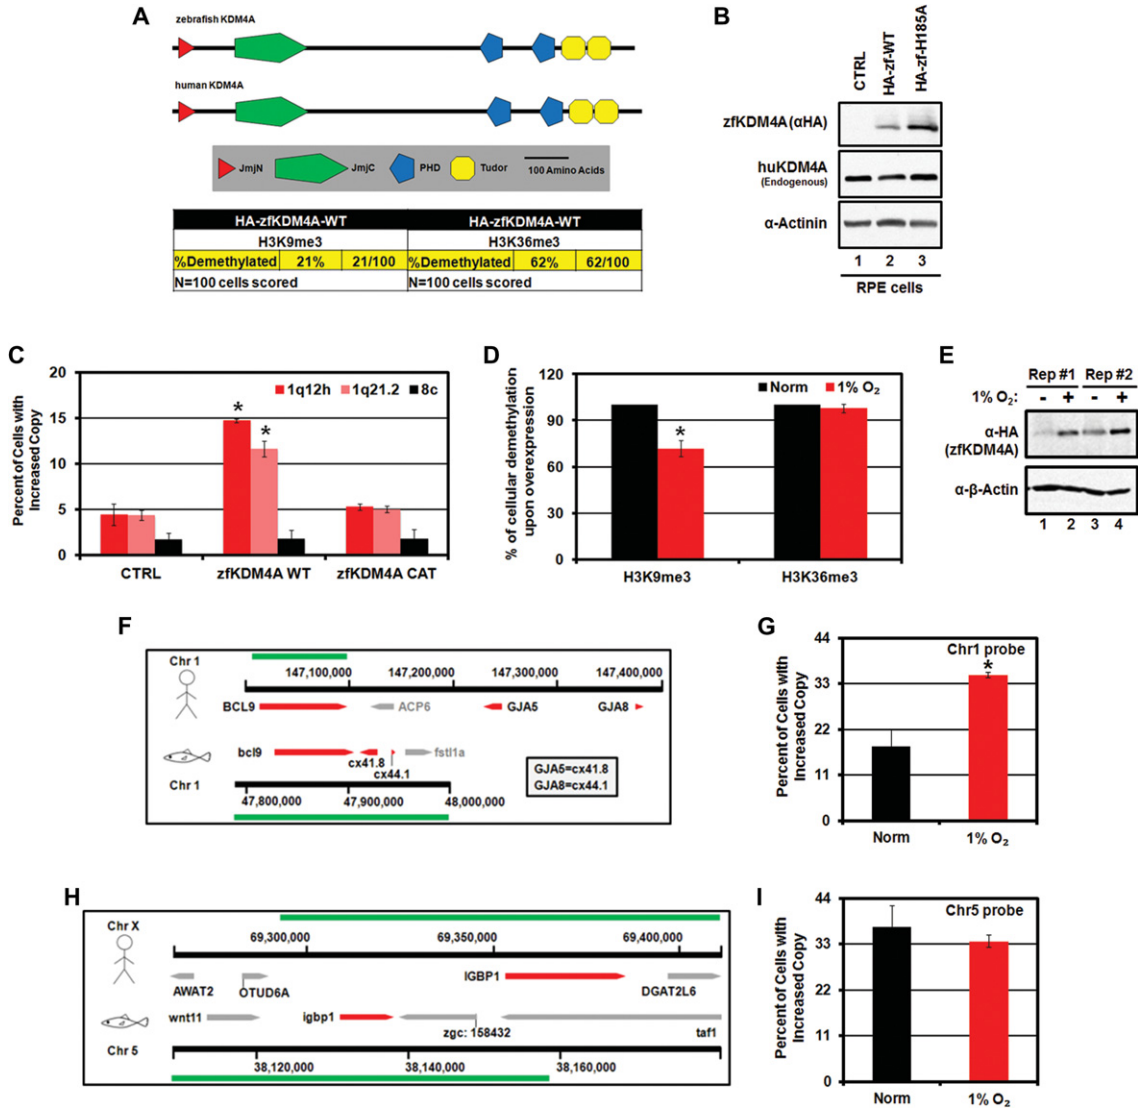 A
zebrafish KDM4A
human KDM4A
JmjN JmjC PHD Tudor 100 Amino Acids
HA-zfKDM4A-WT HA-zfKDM4A-WT
H3K9me3 H3K36me3
%Demethylated 21% 21/100 %Demethylated 62% 62/100
N=100 cells scored N=100 cells scored
B
CTRL HA-zf-WT HA-zf-H185A
zfKDM4A(αHA)
huKDM4A
(Endogenous)
α-Actinin
1 2 3
RPE cells
C
Percent of Cells with
Increased Copy
20
15
10
5
0
1q12h 1q21.2 8c
* *
CTRL zfKDM4A WT zfKDM4A CAT
D
% of cellular demethylation
upon overexpression
120
90
60
30
0
Norm 1% O₂
*
H3K9me3 H3K36me3
E
Rep #1 Rep #2
1% O₂: - + - +
α-HA
(zfKDM4A)
α-β-Actin
1 2 3 4
F
Chr 1
147,100,000 147,200,000 147,300,000 147,400,000
BCL9 ACP6 GJA5 GJA8
bcl9 cx41.8 cx44.1 fstl1a
Chr 1
47,800,000 47,900,000 48,000,000
GJA5=cx41.8
GJA8=cx44.1
G
Percent of Cells with
Increased Copy
44
33
22
11
0
Chr1 probe
*
Norm 1% O₂
H
Chr X
69,300,000 69,350,000 69,400,000
AWAT2 OTUD6A IGBP1 DGAT2L6
wnt11 igbp1 zgc: 158432 taf1
Chr 5
38,120,000 38,140,000 38,160,000
I
Percent of Cells with
Increased Copy
44
33
22
11
0
Chr5 probe
Norm 1% O₂